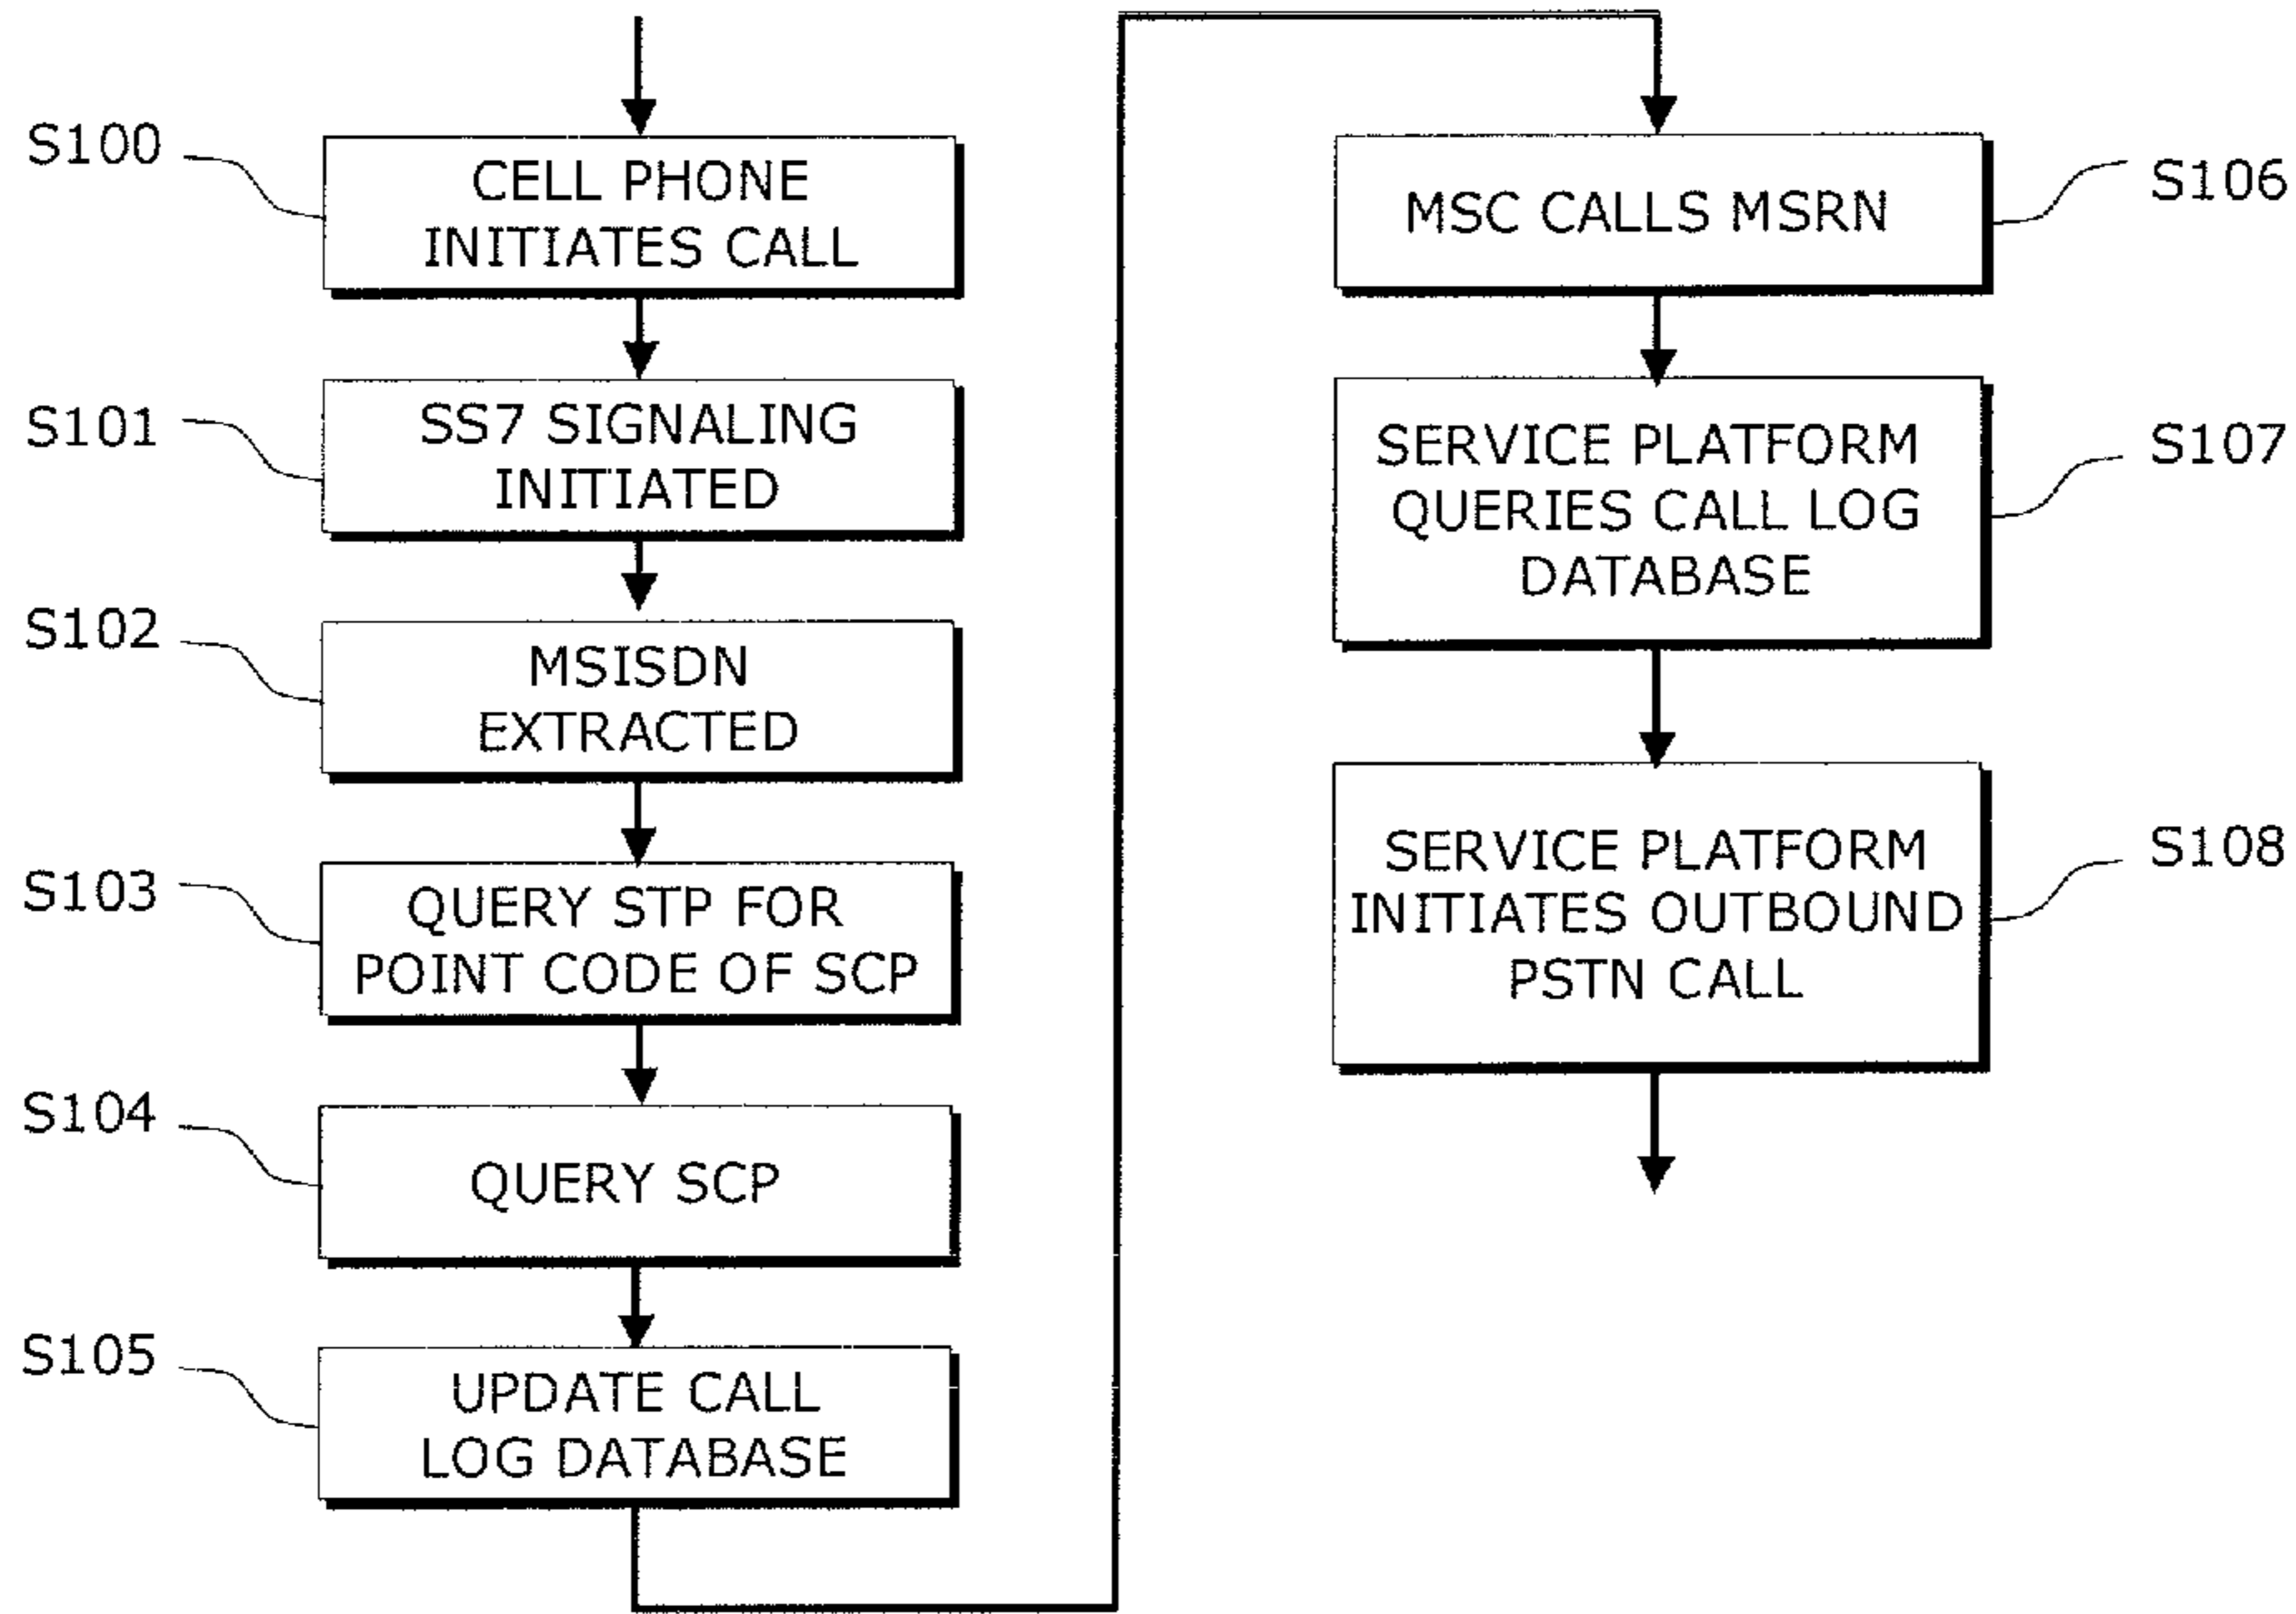 S100
CELL PHONE
INITIATES CALL
S101
SS7 SIGNALING
INITIATED
S102
MSISDN
EXTRACTED
S103
QUERY STP FOR
POINT CODE OF SCP
S104
QUERY SCP
S105
UPDATE CALL
LOG DATABASE
MSC CALLS MSRN
S106
SERVICE PLATFORM
QUERIES CALL LOG
DATABASE
S107
SERVICE PLATFORM
INITIATES OUTBOUND
PSTN CALL
S108